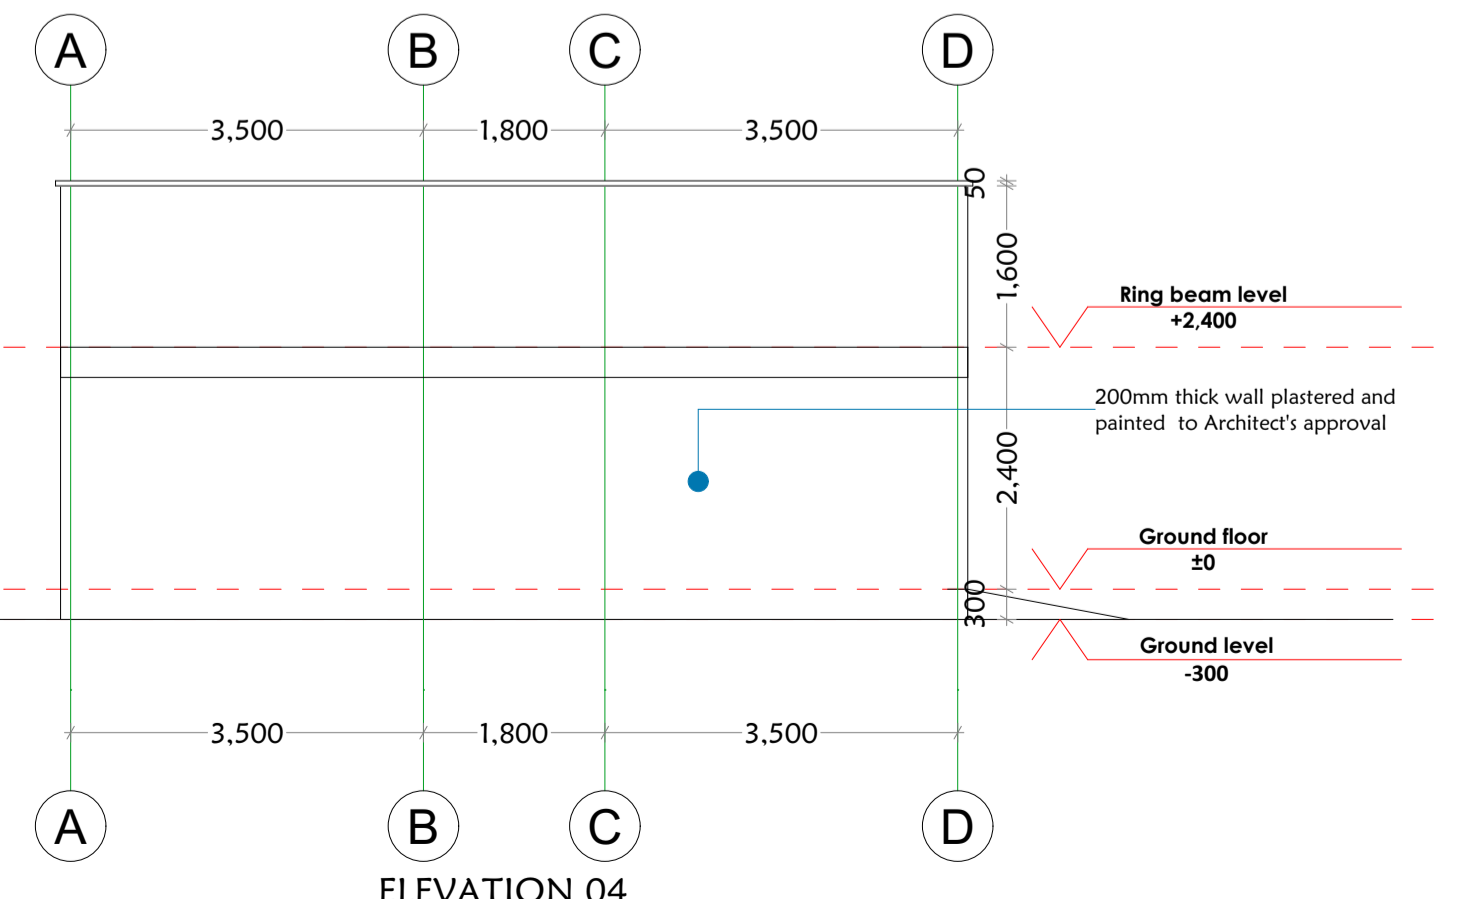 A B C D
3,500 1,800 3,500
50
1,600
Ring beam level
+2,400
200mm thick wall plastered and
painted to Architect's approval
2,400
Ground floor
±0
300
Ground level
-300
3,500 1,800 3,500
A B C D
ELEVATION 04